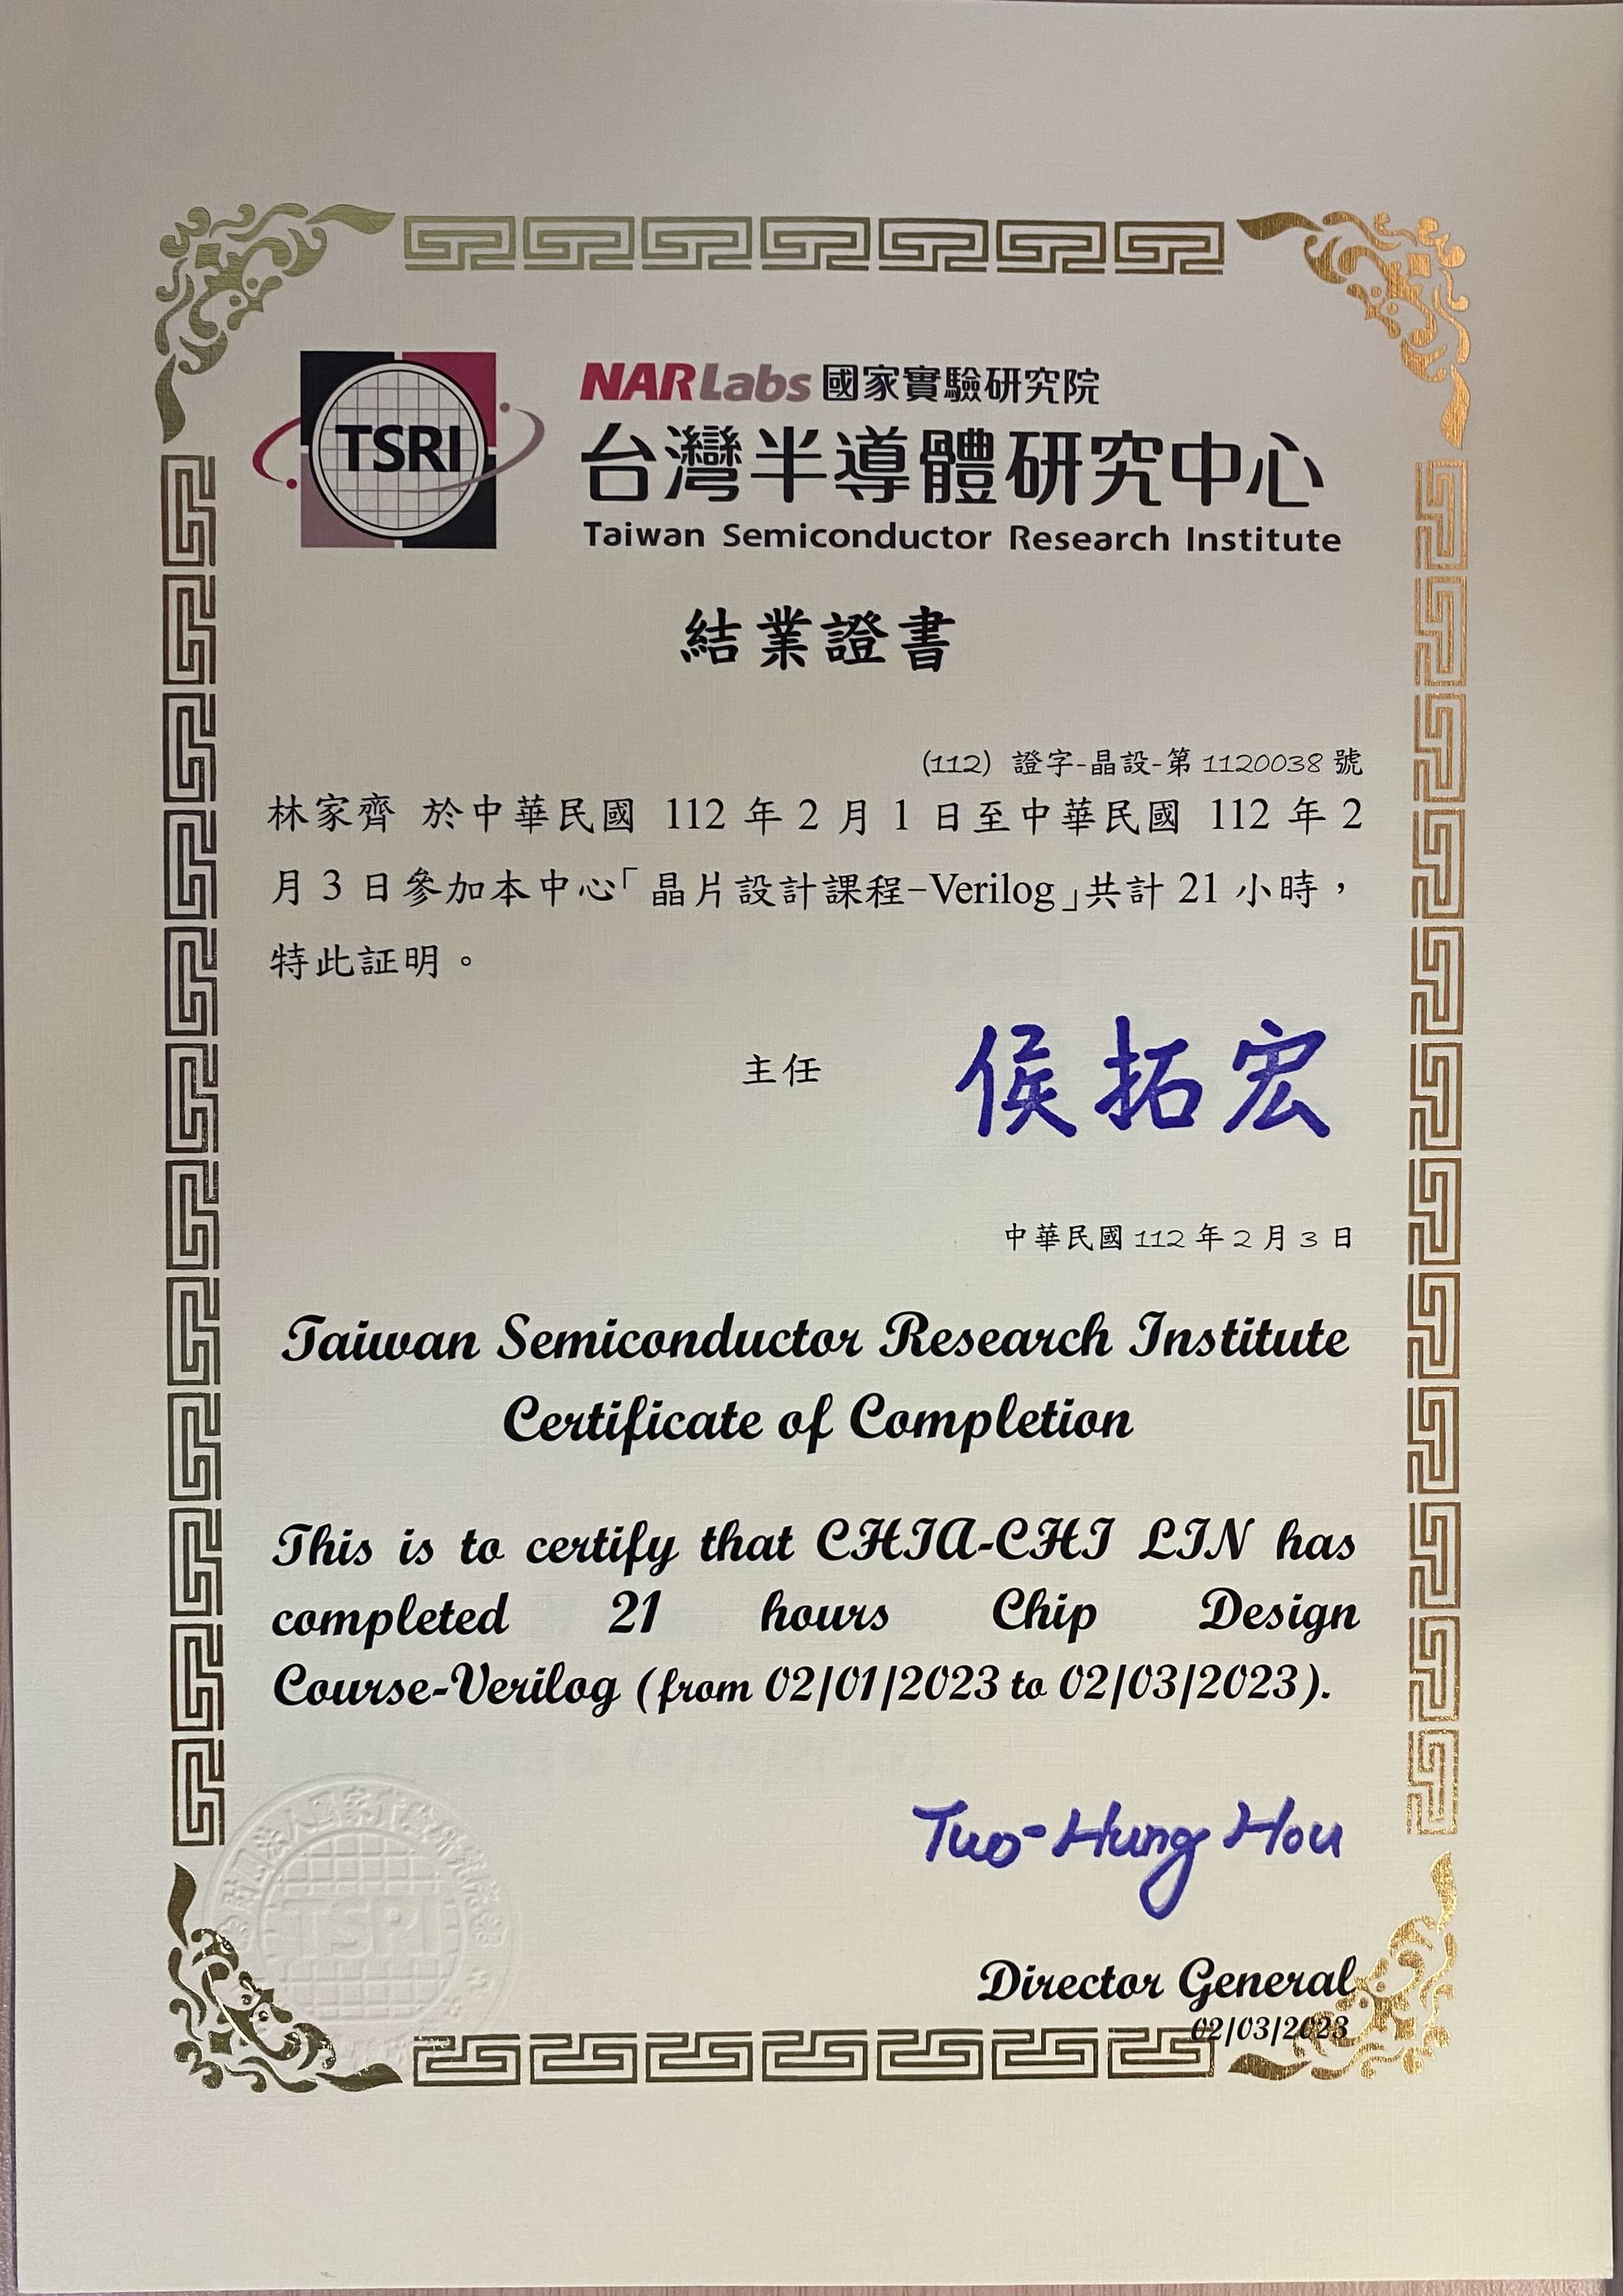 TSRI
NARLabs 國家實驗研究院
台灣半導體研究中心
Taiwan Semiconductor Research Institute
結業證書
(112) 證字-晶設-第 1120038 號
林家齊 於中華民國 112 年 2 月 1 日至中華民國 112 年 2
月 3 日參加本中心「晶片設計課程-Verilog」共計 21 小時，
特此証明。
主任 侯拓宏
中華民國 112 年 2 月 3 日
Taiwan Semiconductor Research Institute
Certificate of Completion
This is to certify that CHIA-CHI LIN has
completed 21 hours Chip Design
Course-Verilog (from 02/01/2023 to 02/03/2023).
Tuo-Hung Hou
TSRI
Director General
02/03/2023